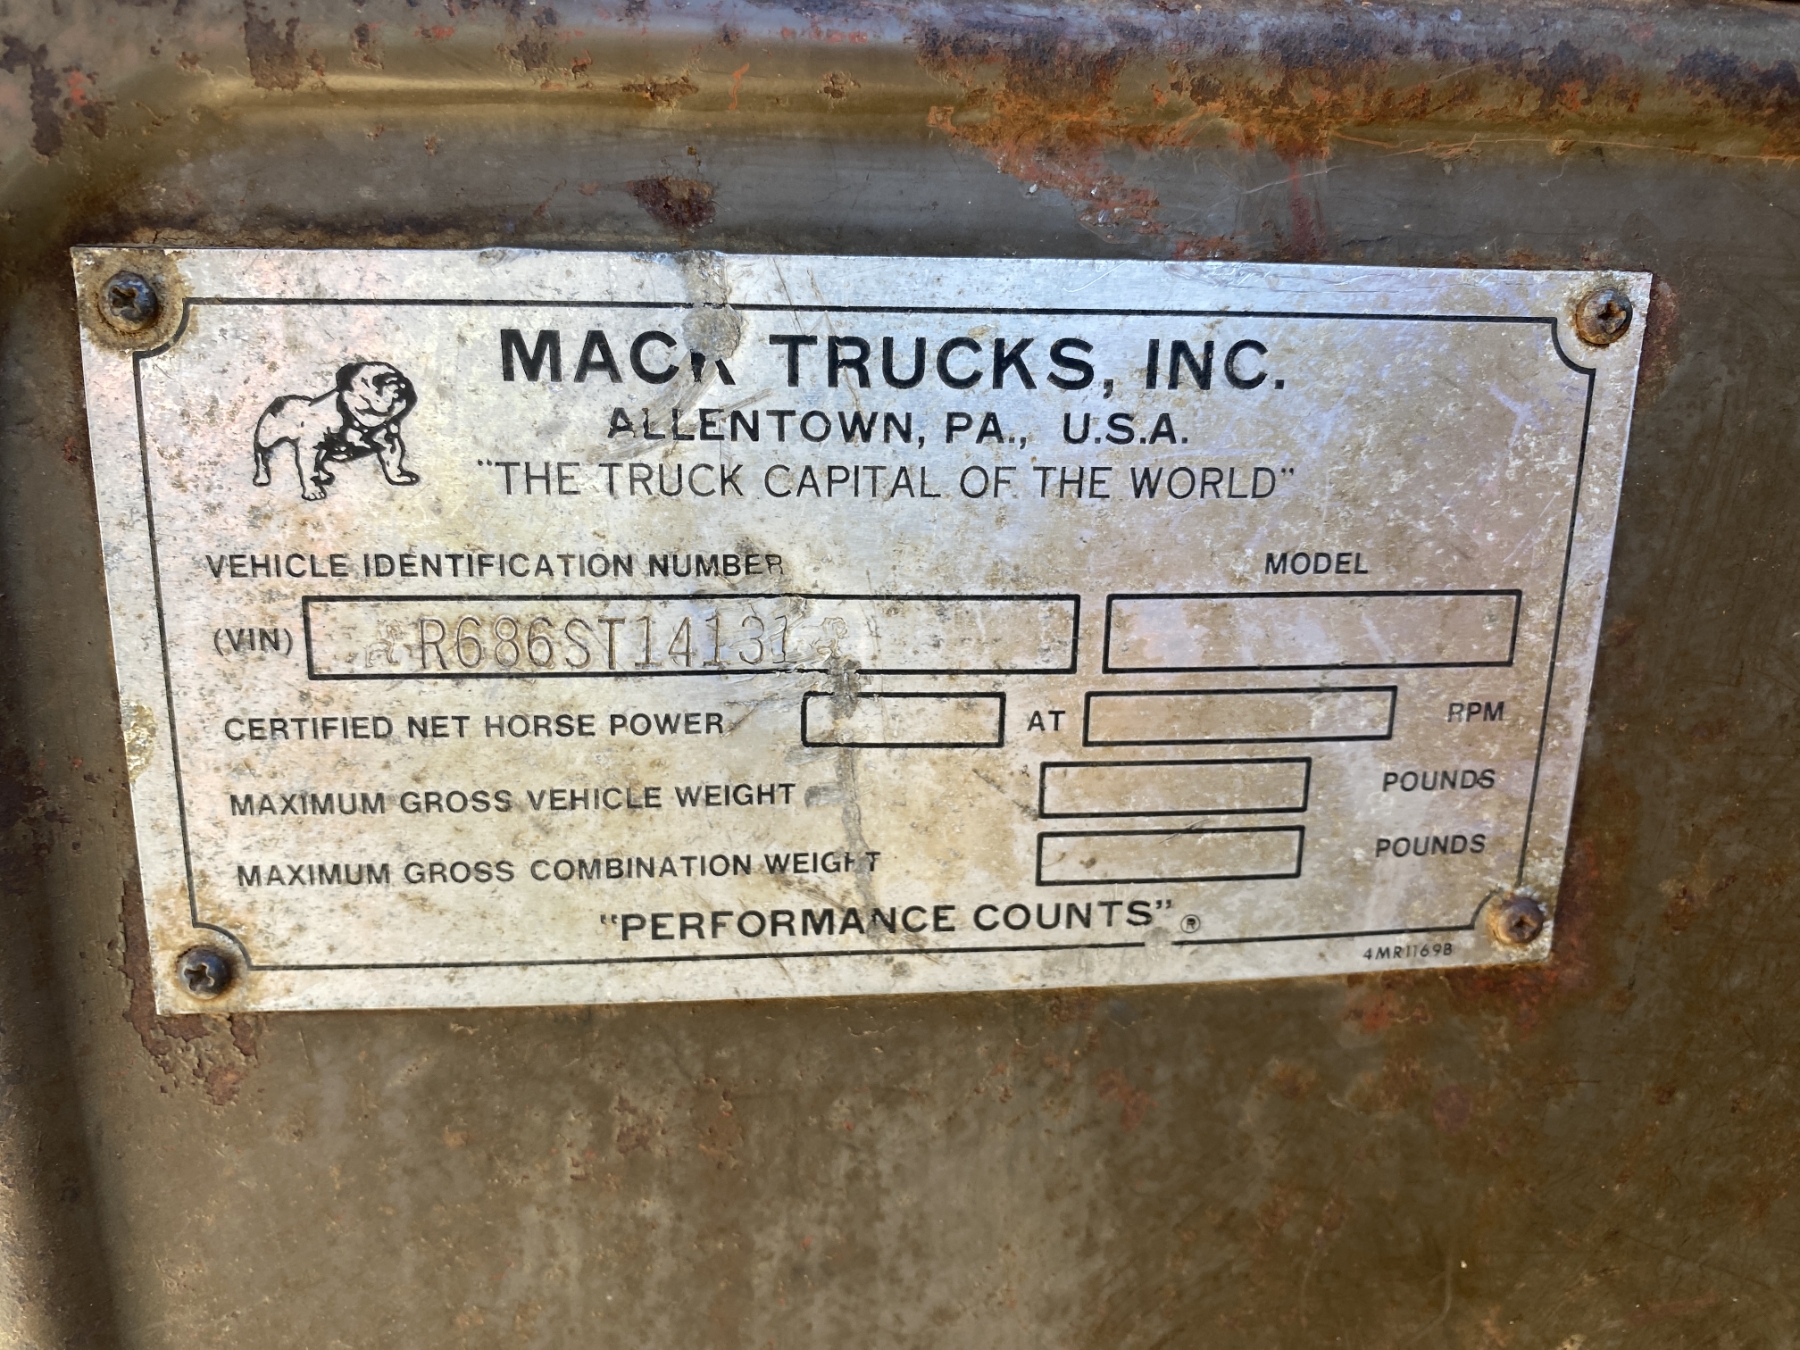 MACK TRUCKS, INC.
ALLENTOWN, PA., U.S.A.
"THE TRUCK CAPITAL OF THE WORLD"
VEHICLE IDENTIFICATION NUMBER MODEL
(VIN) R686ST14131
CERTIFIED NET HORSE POWER AT RPM
MAXIMUM GROSS VEHICLE WEIGHT POUNDS
MAXIMUM GROSS COMBINATION WEIGHT POUNDS
"PERFORMANCE COUNTS"®
4MR1169B